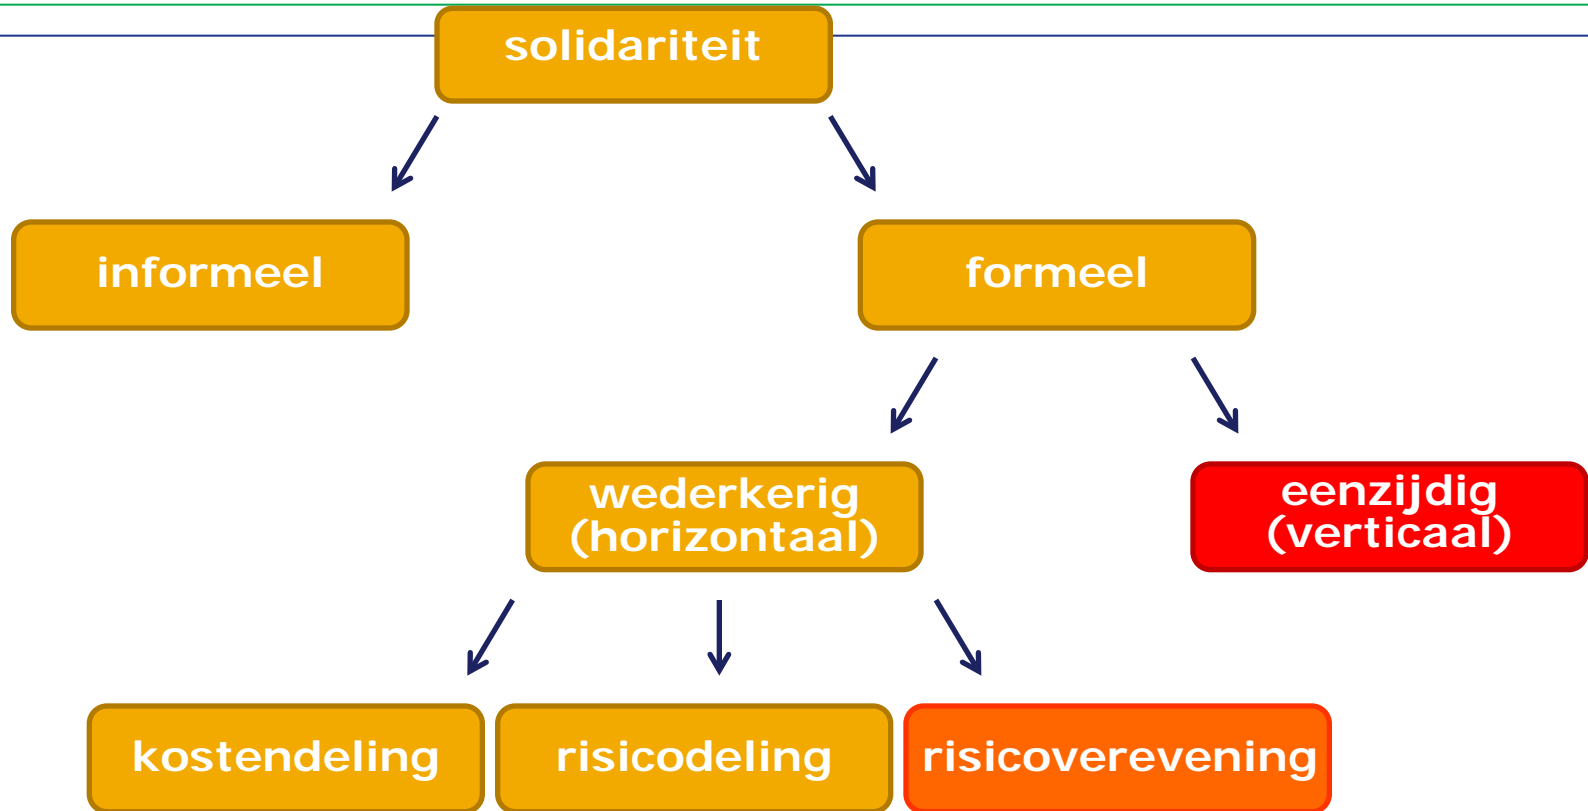 solidariteit
informeel
formeel
wederkerig
(horizontaal)
eenzijdig
(verticaal)
kostendeling
risicodeling
risicoverevening